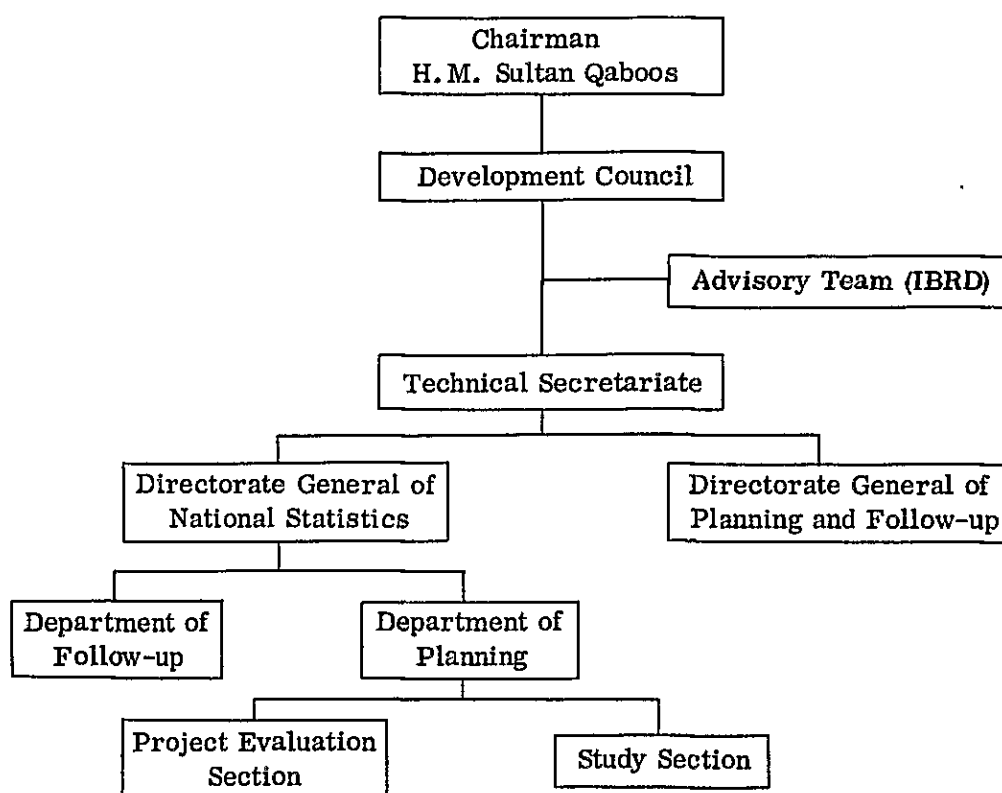 Chairman
H.M. Sultan Qaboos
Development Council
Advisory Team (IBRD)
Technical Secretariate
Directorate General of
National Statistics
Directorate General of
Planning and Follow-up
Department of
Follow-up
Department of
Planning
Project Evaluation
Section
Study Section